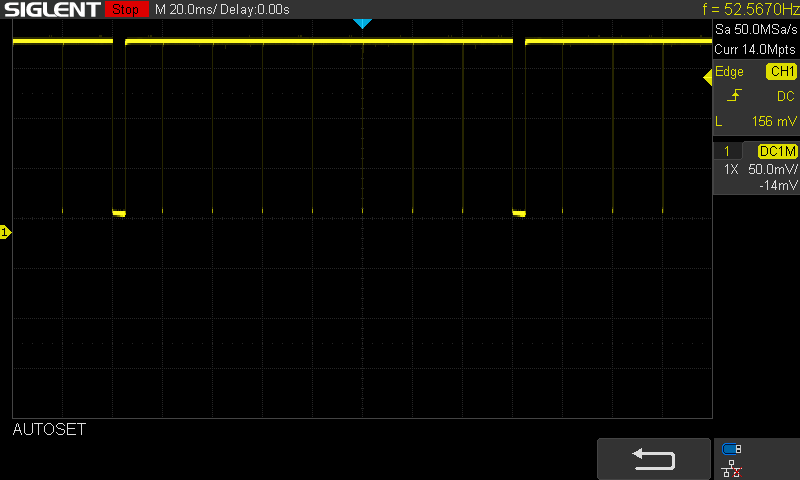 SIGLENT Stop M 20.0ms/ Delay:0.00s f = 52.5670Hz
Sa 50.0MSa/s
Curr 14.0Mpts
Edge CH1
DC
L 156 mV
1 DC1M
1X 50.0mV/
-14mV
1
AUTOSET